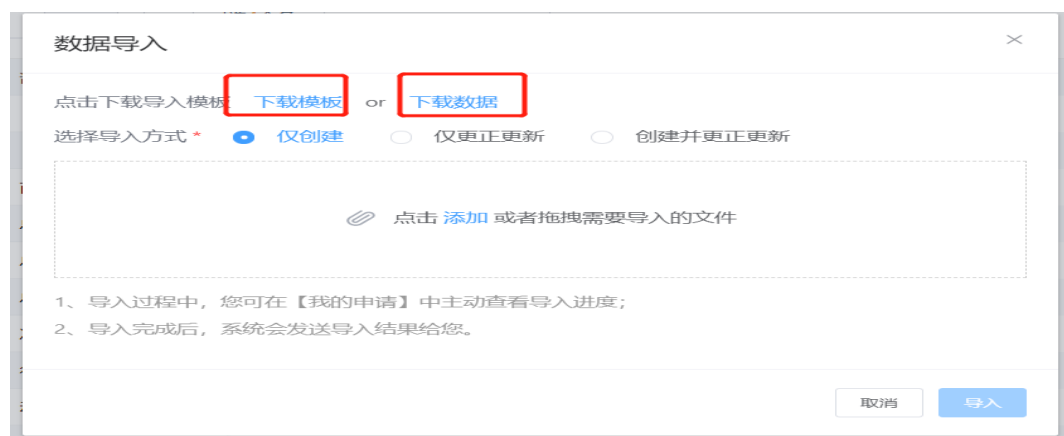 数据导入
点击下载导入模板 下载模板 or 下载数据
选择导入方式 * 仅创建 仅更正更新 创建并更正更新
点击 添加 或者拖拽需要导入的文件
1、导入过程中，您可在【我的申请】中主动查看导入进度；
2、导入完成后，系统会发送导入结果给您。
取消 导入